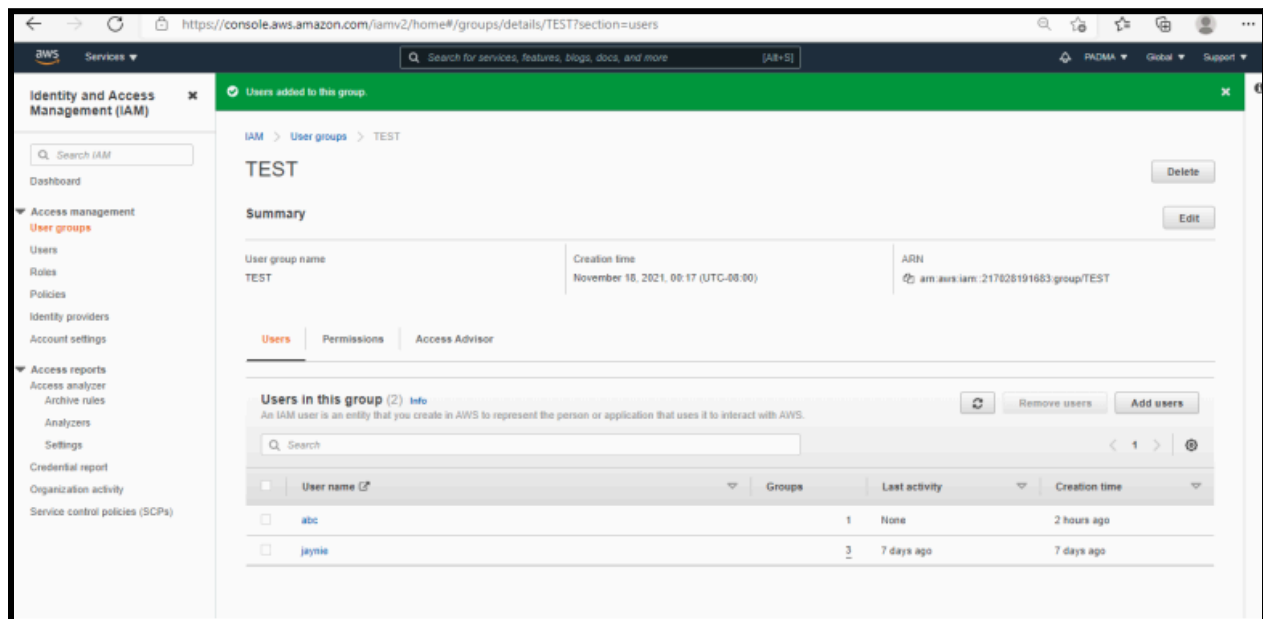 https://console.aws.amazon.com/iamv2/home#/groups/details/TEST?section=users
aws Services Search for services, features, blogs, docs, and more [Alt+S] PADMA Global Support
Identity and Access
Management (IAM)
Search IAM
Dashboard
Access management
User groups
Users
Roles
Policies
Identity providers
Account settings
Access reports
Access analyzer
Archive rules
Analyzers
Settings
Credential report
Organization activity
Service control policies (SCPs)
Users added to this group.
IAM > User groups > TEST
TEST Delete
Summary Edit
User group name Creation time ARN
TEST November 18, 2021, 00:17 (UTC-08:00) arn:aws:iam::217028191683:group/TEST
Users Permissions Access Advisor
Users in this group (2) Info Remove users Add users
An IAM user is an entity that you create in AWS to represent the person or application that uses it to interact with AWS.
Search 1
User name Groups Last activity Creation time
abc 1 None 2 hours ago
jaynie 3 7 days ago 7 days ago